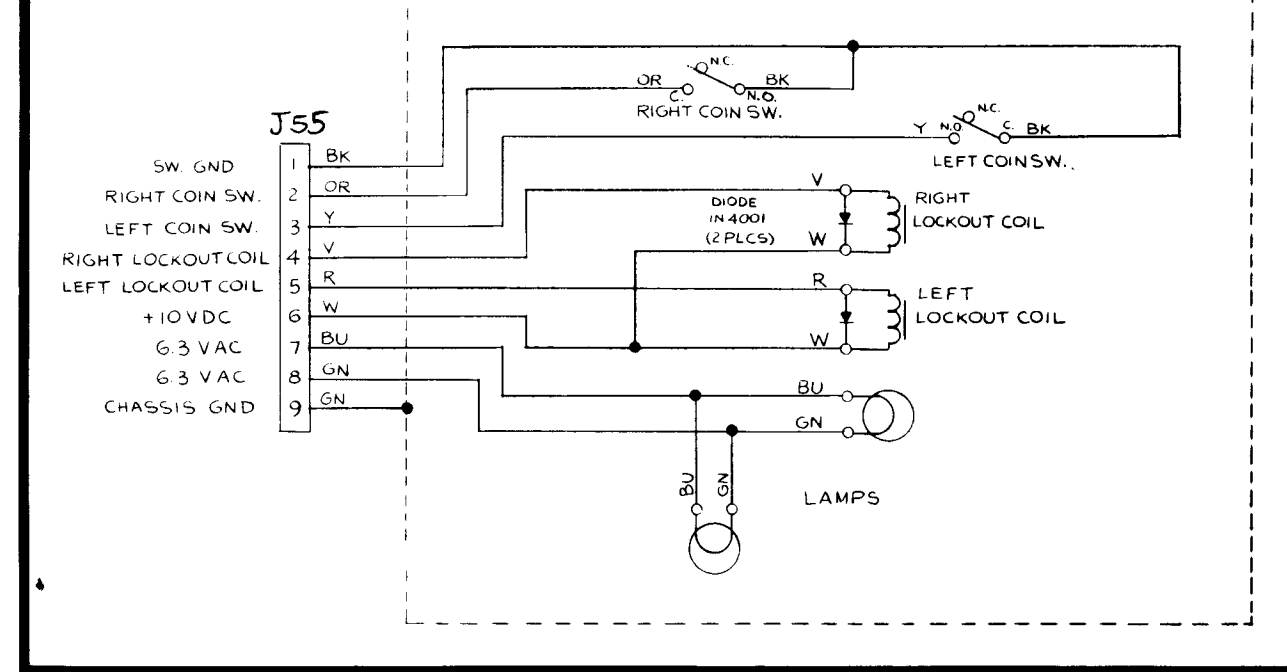 N.C.
OR
C.
N.O.
BK
RIGHT COIN SW.
N.C.
Y
N.O.
C.
BK
LEFT COIN SW.
J55
SW. GND 1 BK
RIGHT COIN SW. 2 OR
LEFT COIN SW. 3 Y
RIGHT LOCKOUT COIL 4 V
LEFT LOCKOUT COIL 5 R
+10VDC 6 W
6.3 VAC 7 BU
6.3 VAC 8 GN
CHASSIS GND 9 GN
V
DIODE
IN 4001
(2 PLCS)
W
RIGHT
LOCKOUT COIL
R
W
LEFT
LOCKOUT COIL
BU
GN
BU
GN
LAMPS